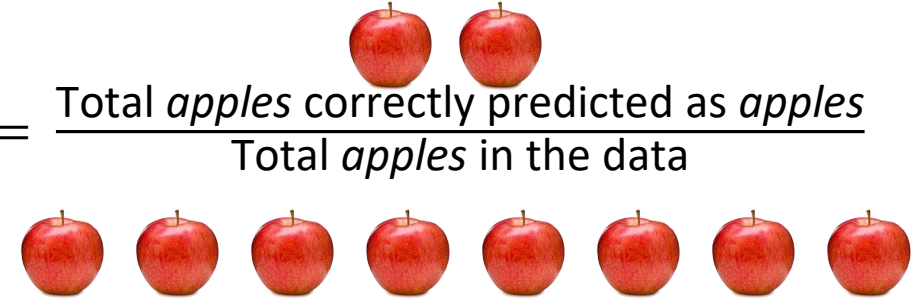 Total apples correctly predicted as apples
=
Total apples in the data